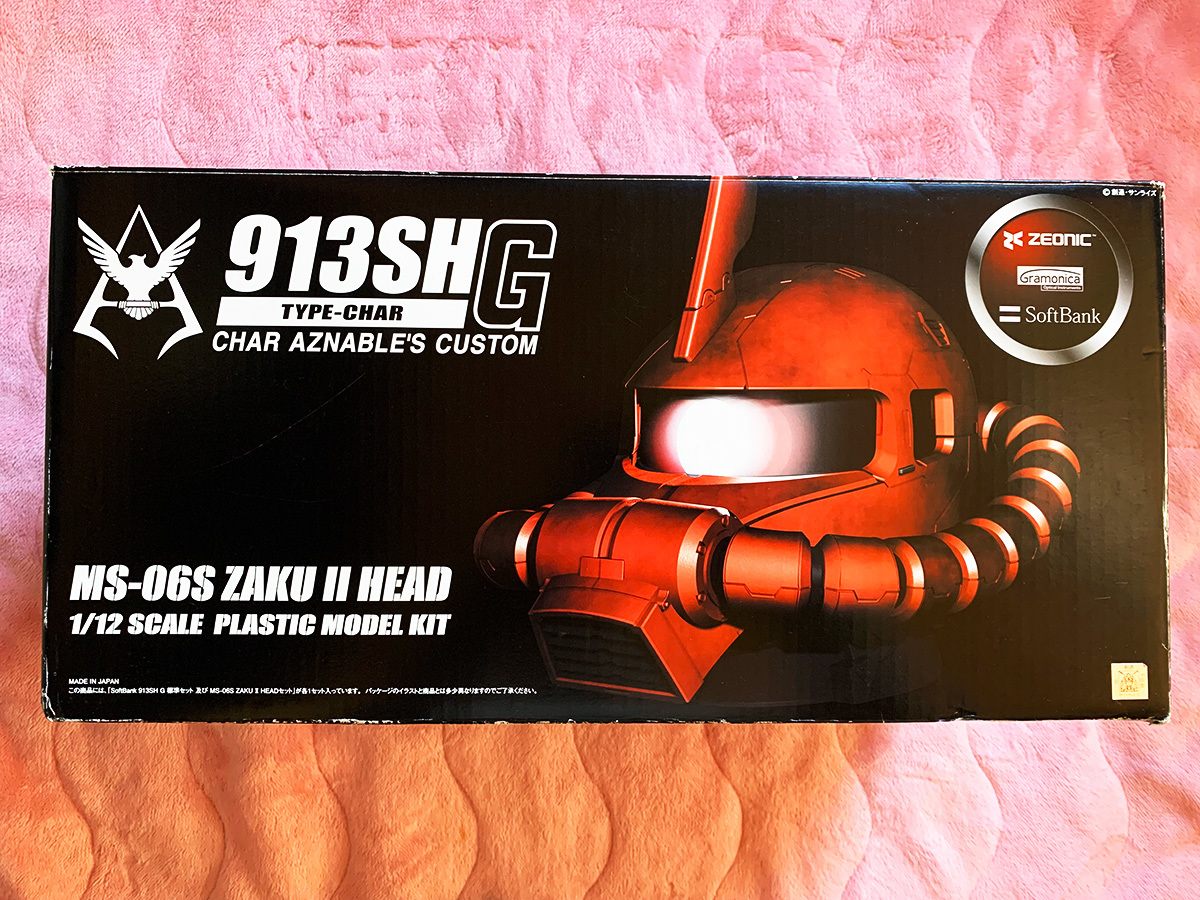 913SH G
TYPE-CHAR
CHAR AZNABLE'S CUSTOM
© 創通・サンライズ
ZEONIC™
Gramonica
Optical Instruments
SoftBank
MS-06S ZAKU II HEAD
1/12 SCALE PLASTIC MODEL KIT
MADE IN JAPAN
この商品には、「SoftBank 913SH G 標準セット 及び MS-06S ZAKU II HEADセット」が各1セット入っています。 パッケージのイラストと商品とは多少異なりますのでご了承ください。